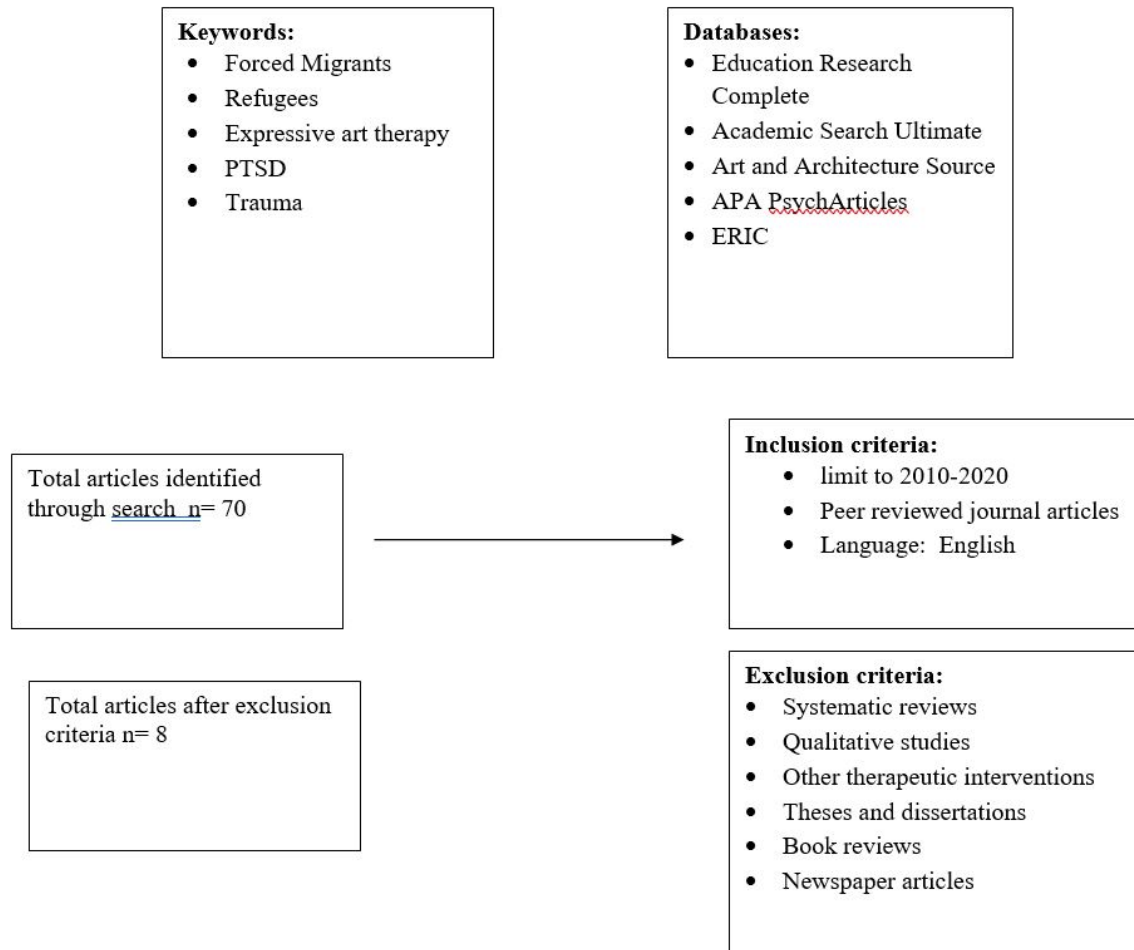 Keywords:
• Forced Migrants
• Refugees
• Expressive art therapy
• PTSD
• Trauma
Databases:
• Education Research
Complete
• Academic Search Ultimate
• Art and Architecture Source
• APA PsychArticles
• ERIC
Total articles identified
through search n= 70
Inclusion criteria:
• limit to 2010-2020
• Peer reviewed journal articles
• Language: English
Total articles after exclusion
criteria n= 8
Exclusion criteria:
• Systematic reviews
• Qualitative studies
• Other therapeutic interventions
• Theses and dissertations
• Book reviews
• Newspaper articles